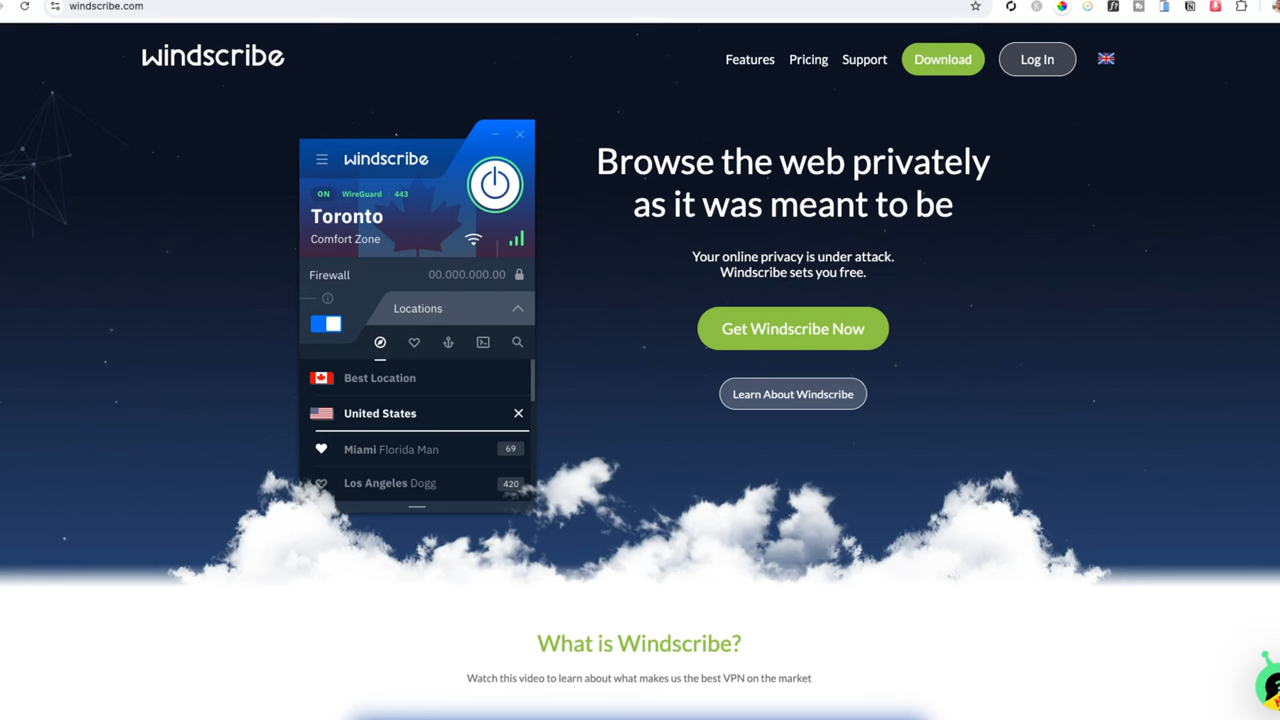 windscribe.com
windscribe
Features
Pricing
Support
Download
Log In
windscribe
ON WireGuard 443
Toronto
Comfort Zone
Firewall 00.000.000.00
Locations
Best Location
United States
Miami Florida Man 69
Los Angeles Dogg 420
Browse the web privately
as it was meant to be
Your online privacy is under attack.
Windscribe sets you free.
Get Windscribe Now
Learn About Windscribe
What is Windscribe?
Watch this video to learn about what makes us the best VPN on the market